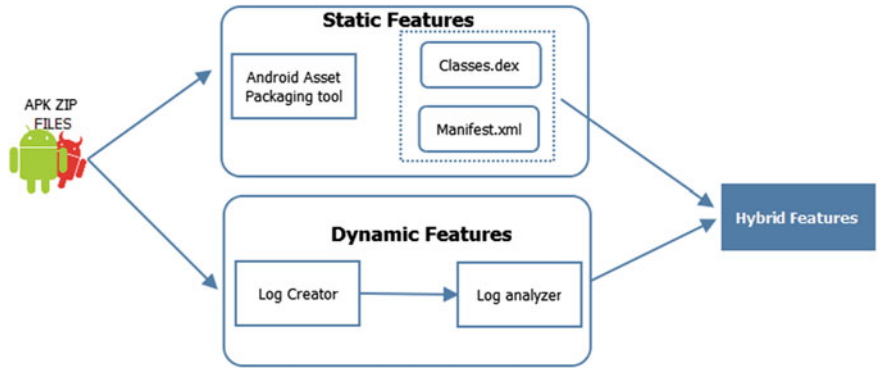 APK ZIP
FILES
Static Features
Android Asset
Packaging tool
Classes.dex
Manifest.xml
Dynamic Features
Log Creator
Log analyzer
Hybrid Features